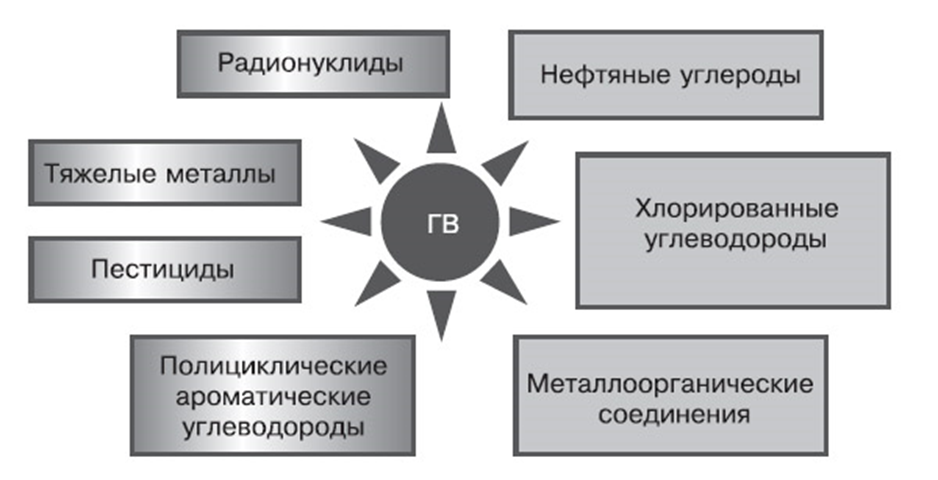 Радионуклиды
Нефтяные углероды
Тяжелые металлы
Хлорированные
углеводороды
ГВ
Пестициды
Полициклические
ароматические
углеводороды
Металлоорганические
соединения